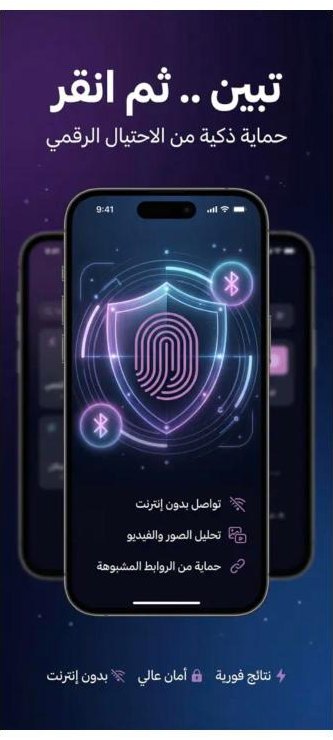 تبين .. ثم انقر
حماية ذكية من الاحتيال الرقمي
9:41
تواصل بدون إنترنت
تحليل الصور والفيديو
حماية من الروابط المشبوهة
نتائج فورية أمان عالي بدون إنترنت